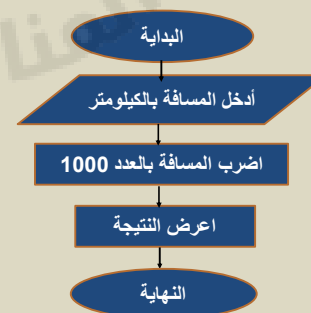 البداية
أدخل المسافة بالكيلومتر
اضرب المسافة بالعدد 1000
اعرض النتيجة
النهاية